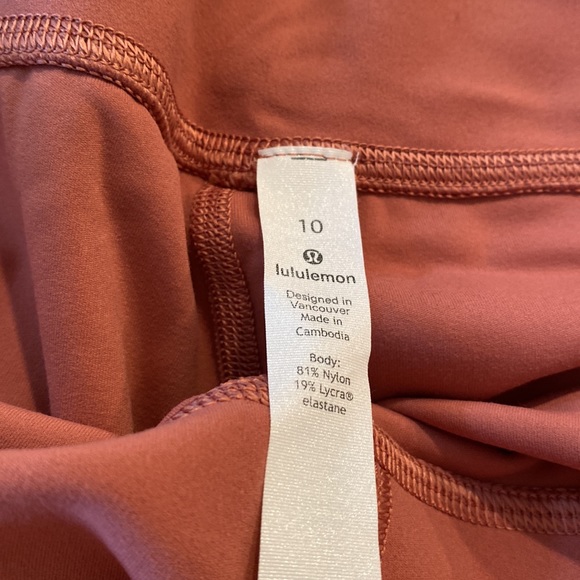 10
lululemon
Designed in
Vancouver
Made in
Cambodia
Body:
81% Nylon
19% Lycra®
elastane